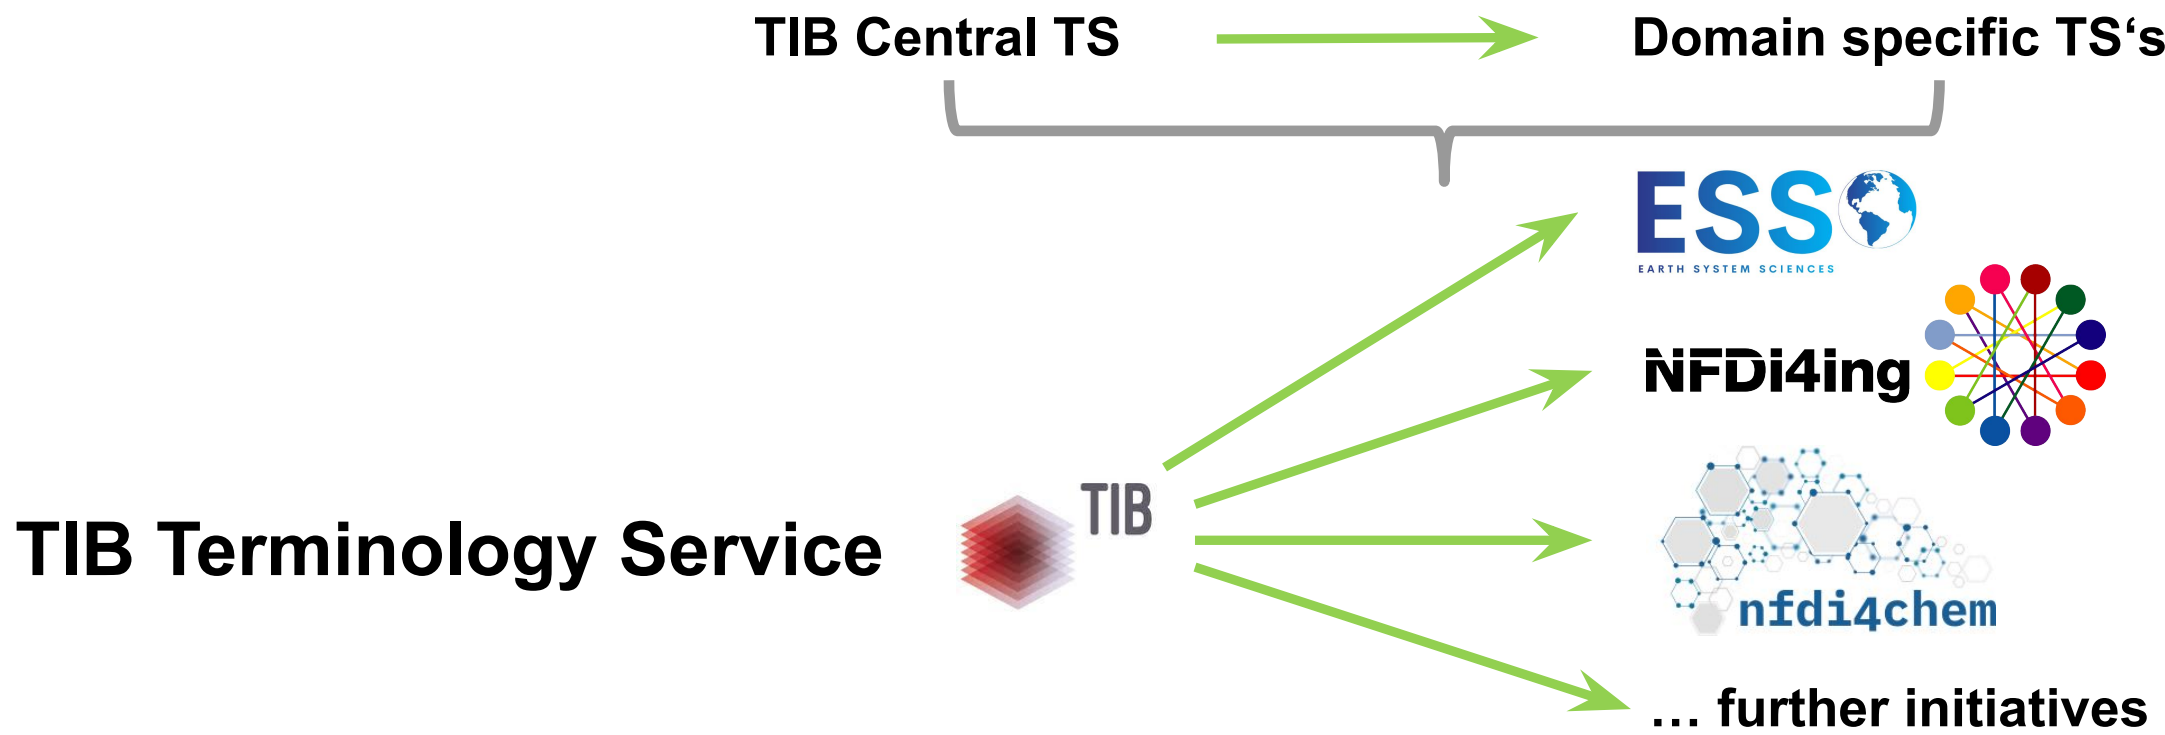 TIB Central TS
Domain specific TS‘s
ESS
EARTH SYSTEM SCIENCES
NFDi4ing
TIB
TIB Terminology Service
nfdi4chem
... further initiatives